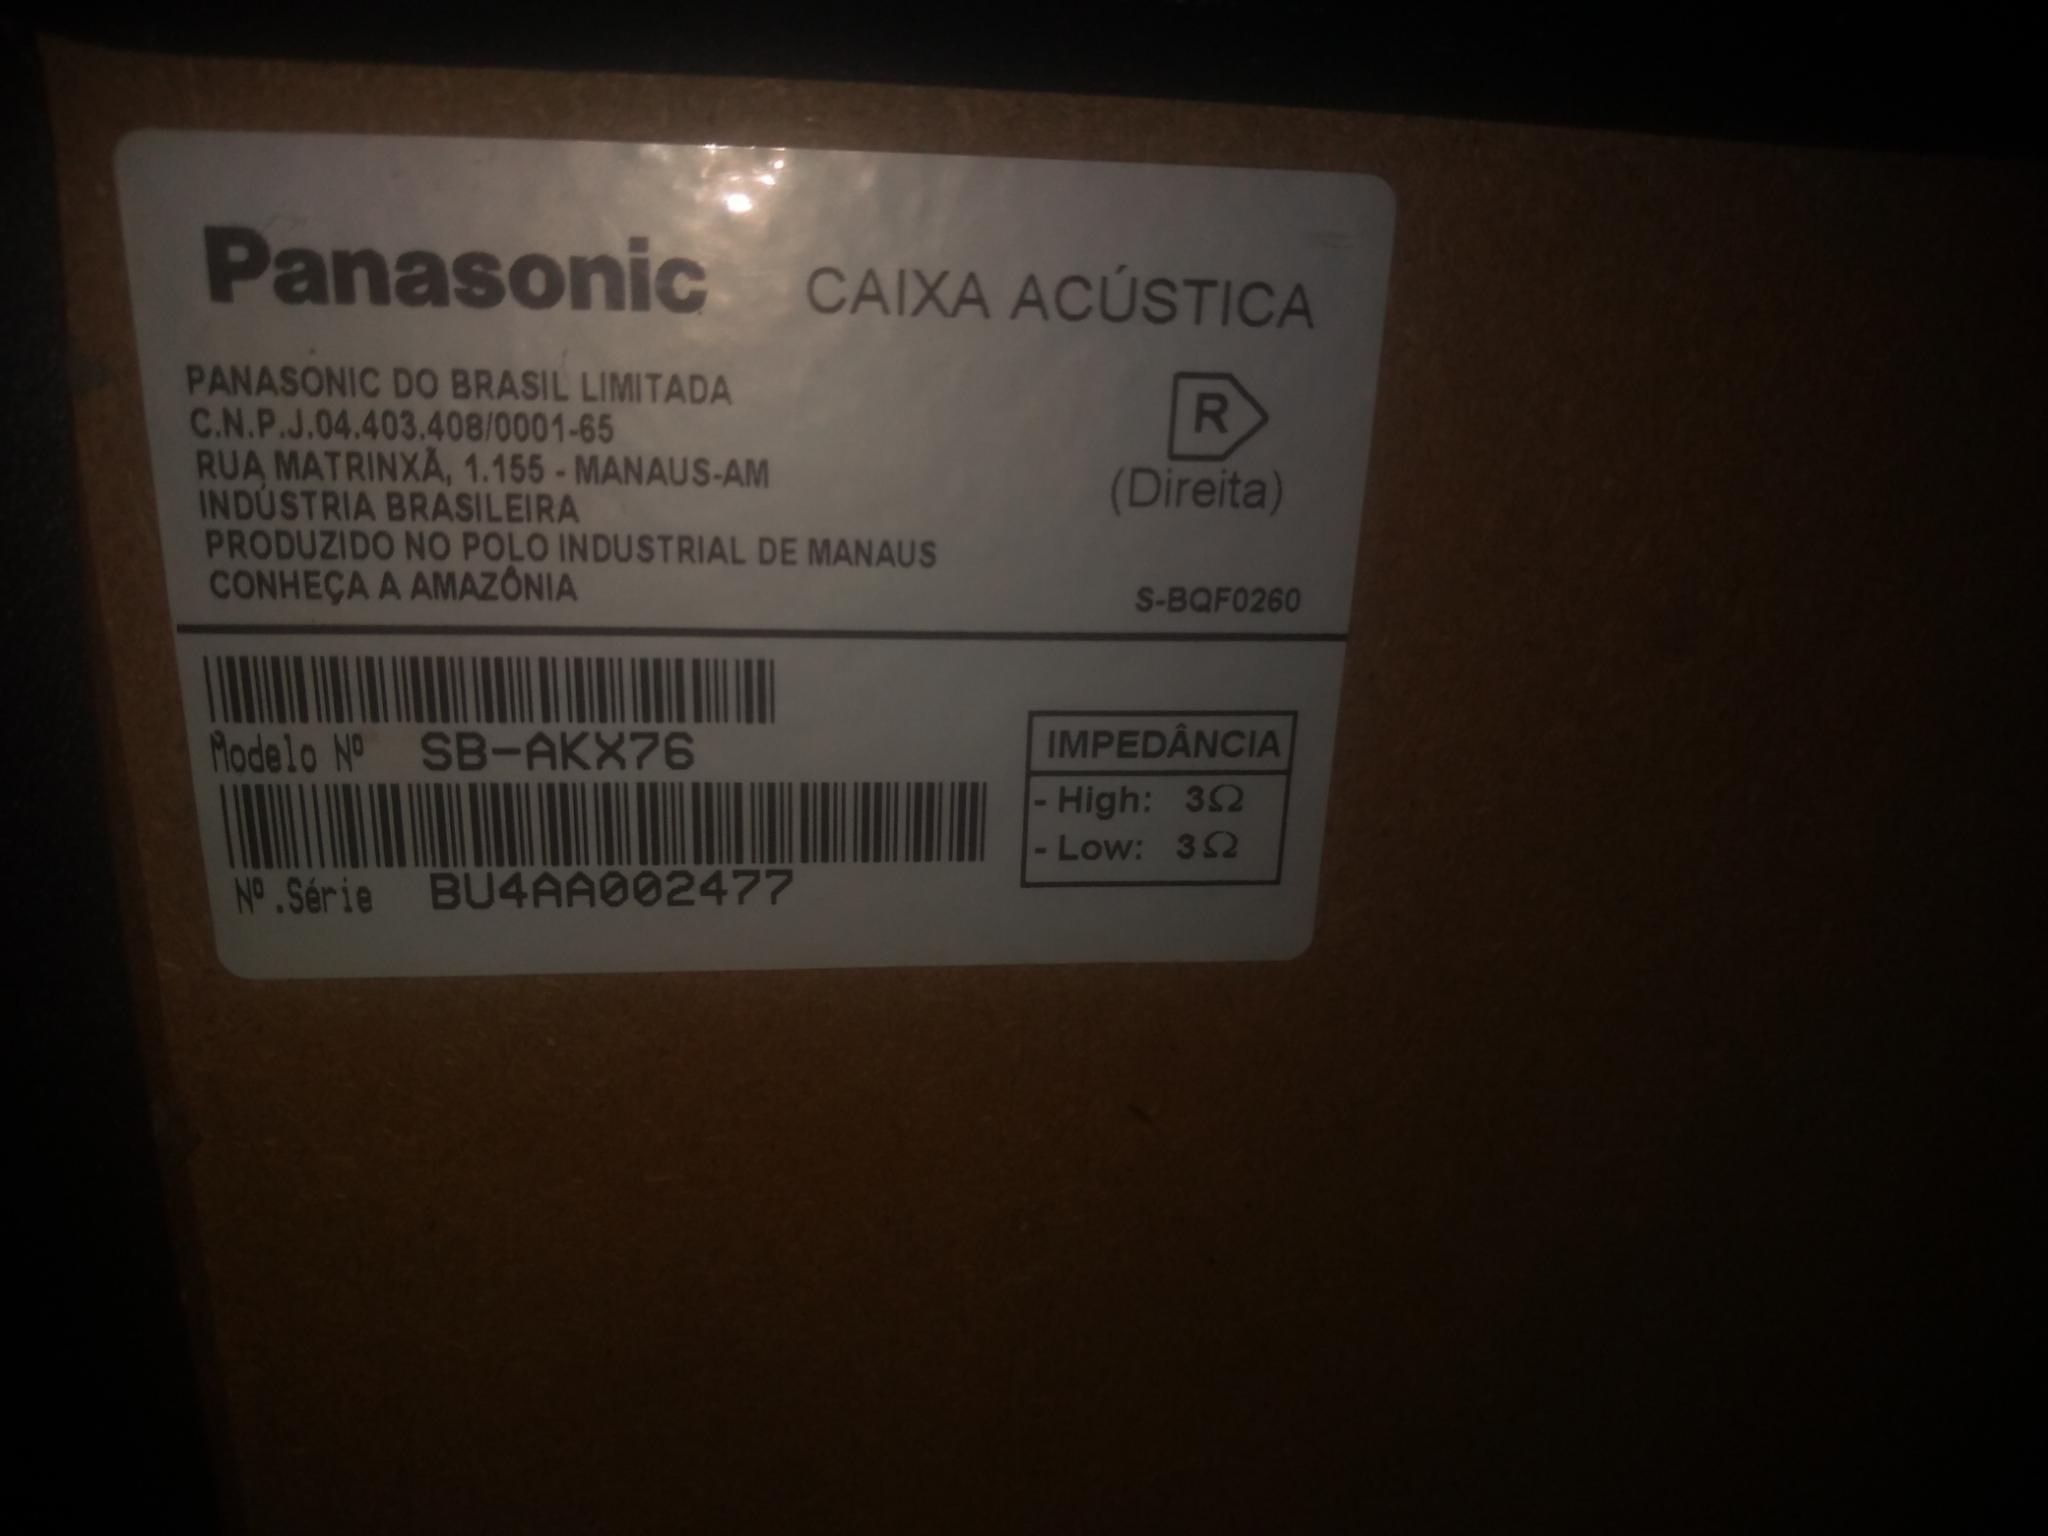 Panasonic CAIXA ACÚSTICA
PANASONIC DO BRASIL LIMITADA
C.N.P.J.04.403.408/0001-65
RUA MATRINXÃ, 1.155 - MANAUS-AM
INDÚSTRIA BRASILEIRA
PRODUZIDO NO POLO INDUSTRIAL DE MANAUS
CONHEÇA A AMAZÔNIA
R
(Direita)
S-BQF0260
Modelo Nº SB-AKX76
Nº.Série BU4AA002477
IMPEDÂNCIA
- High: 3Ω
- Low: 3Ω